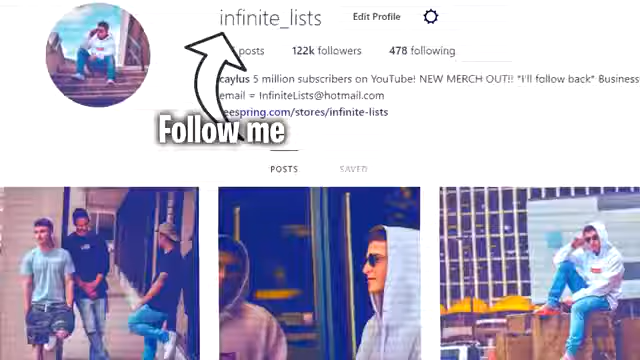 infinite_lists Edit Profile
posts 122k followers 478 following
caylus 5 million subscribers on YouTube! NEW MERCH OUT!! *I'll follow back* Business
email = InfiniteLists@hotmail.com
eespring.com/stores/infinite-lists
Follow me
POSTS SAVED